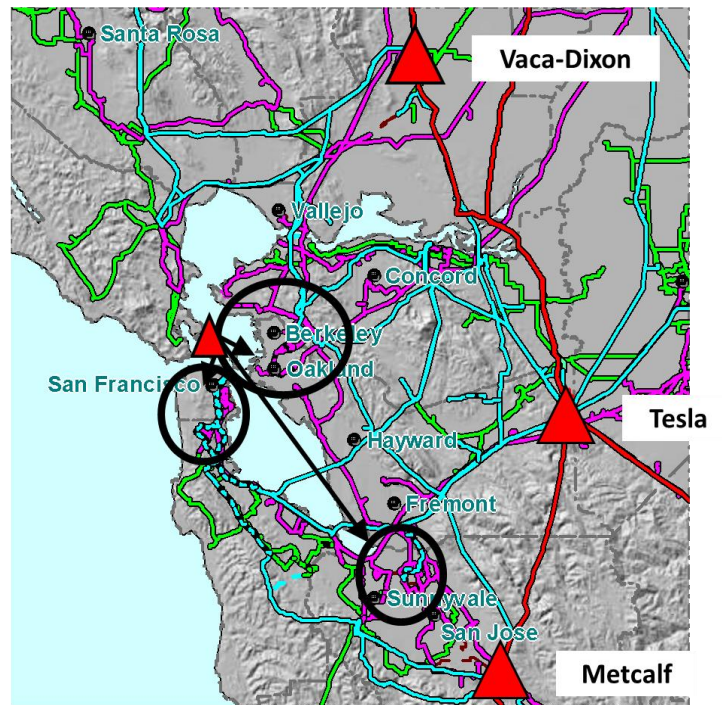 Santa Rosa
Vaca-Dixon
Vallejo
Concord
Berkeley
Oakland
San Francisco
Tesla
Hayward
Fremont
Sunnyvale
San Jose
Metcalf